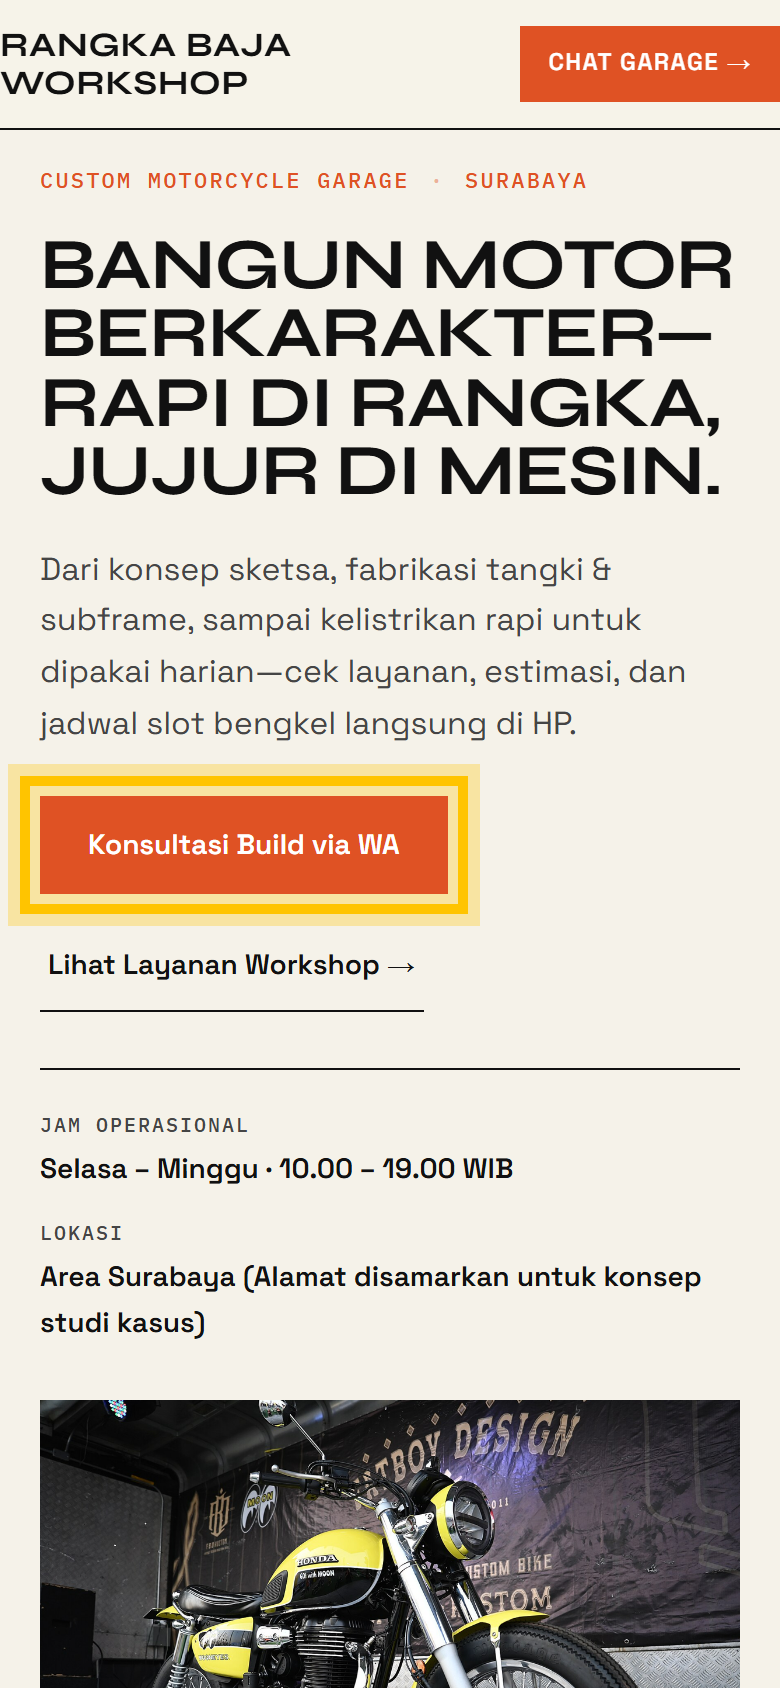 RANGKA BAJA
WORKSHOP
CHAT GARAGE →
CUSTOM MOTORCYCLE GARAGE • SURABAYA
BANGUN MOTOR
BERKARAKTER—
RAPI DI RANGKA,
JUJUR DI MESIN.
Dari konsep sketsa, fabrikasi tangki &
subframe, sampai kelistrikan rapi untuk
dipakai harian—cek layanan, estimasi, dan
jadwal slot bengkel langsung di HP.
Konsultasi Build via WA
Lihat Layanan Workshop →
JAM OPERASIONAL
Selasa – Minggu · 10.00 – 19.00 WIB
LOKASI
Area Surabaya (Alamat disamarkan untuk konsep
studi kasus)
DESIGN
MOON
HONDA